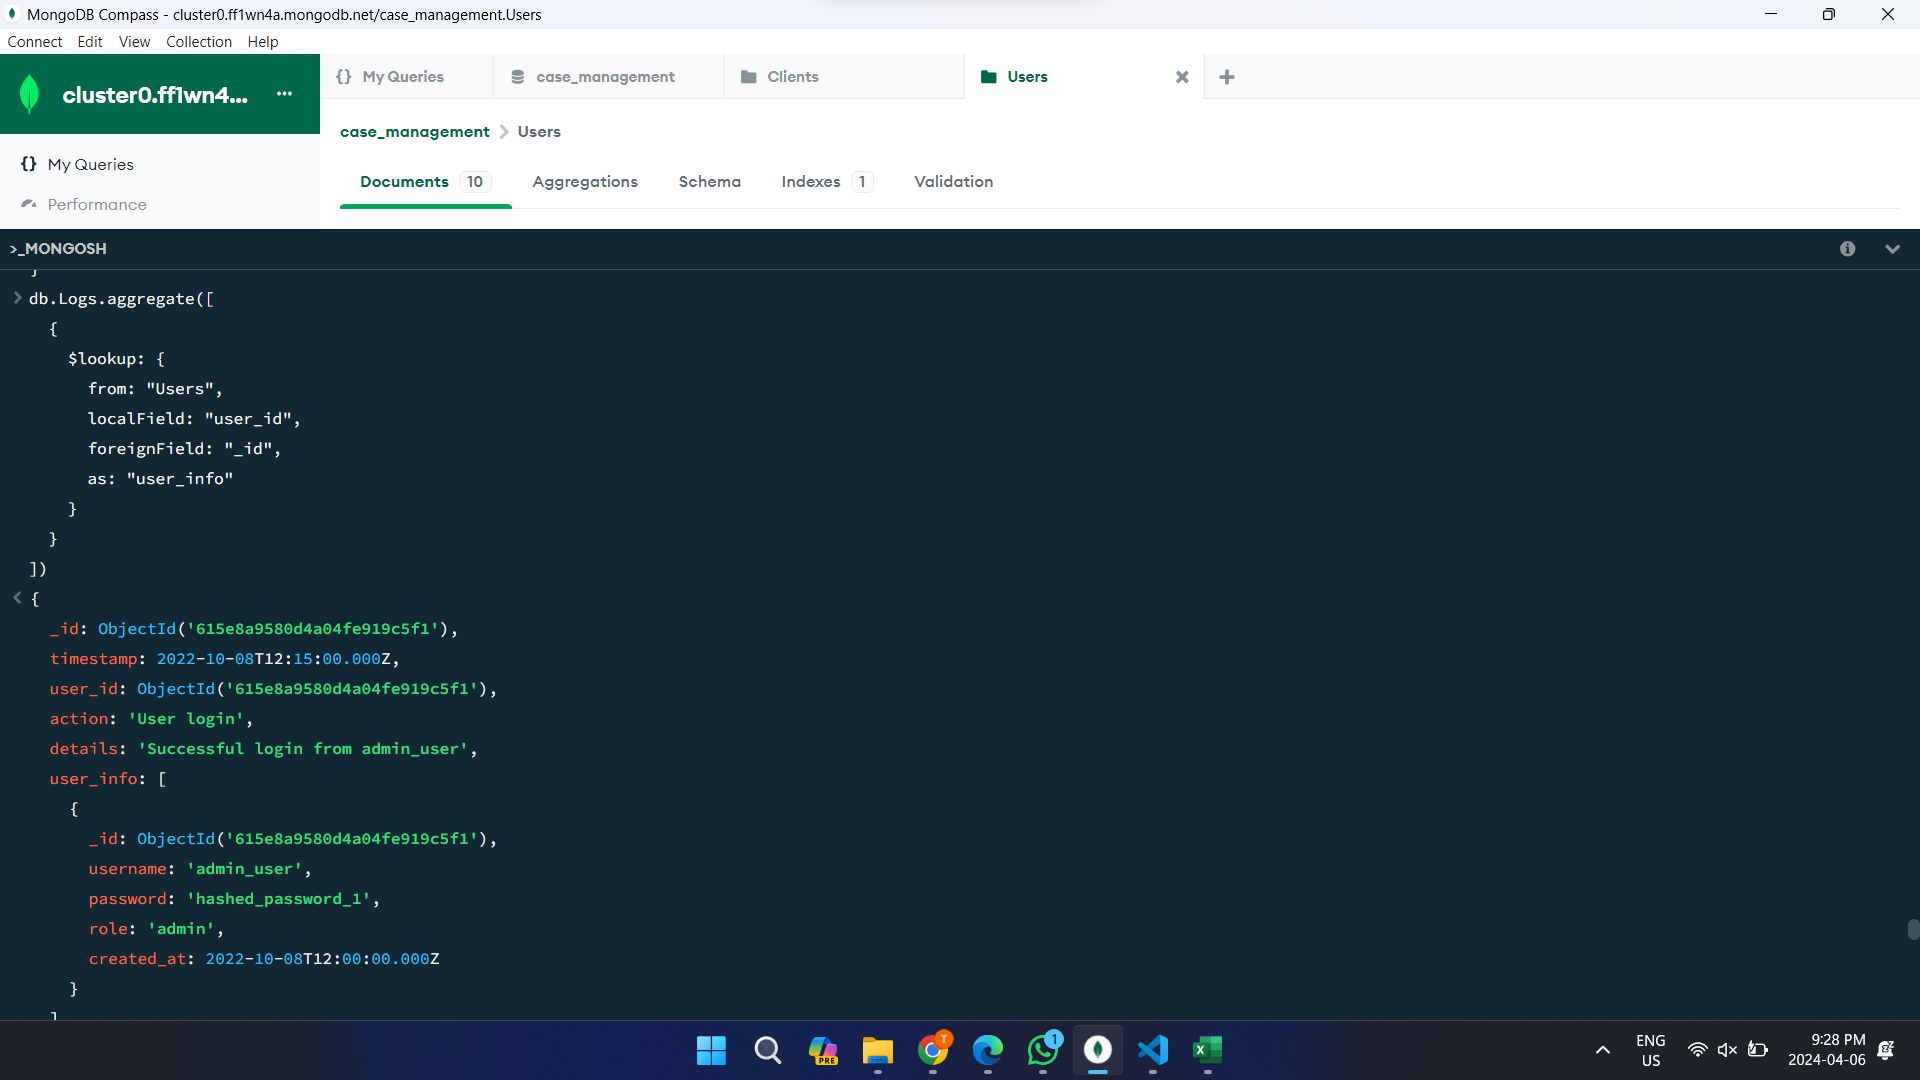 MongoDB Compass - cluster0.ff1wn4a.mongodb.net/case_management.Users
Connect Edit View Collection Help
cluster0.ff1wn4... ...
{} My Queries
case_management
Clients
Users
{} My Queries
Performance
case_management > Users
Documents 10 Aggregations Schema Indexes 1 Validation
>_MONGOSH
}
> db.Logs.aggregate([
{
$lookup: {
from: "Users",
localField: "user_id",
foreignField: "_id",
as: "user_info"
}
}
])
< {
_id: ObjectId('615e8a9580d4a04fe919c5f1'),
timestamp: 2022-10-08T12:15:00.000Z,
user_id: ObjectId('615e8a9580d4a04fe919c5f1'),
action: 'User login',
details: 'Successful login from admin_user',
user_info: [
{
_id: ObjectId('615e8a9580d4a04fe919c5f1'),
username: 'admin_user',
password: 'hashed_password_1',
role: 'admin',
created_at: 2022-10-08T12:00:00.000Z
}
]
PRE
T
1
X
ENG
US
9:28 PM
2024-04-06